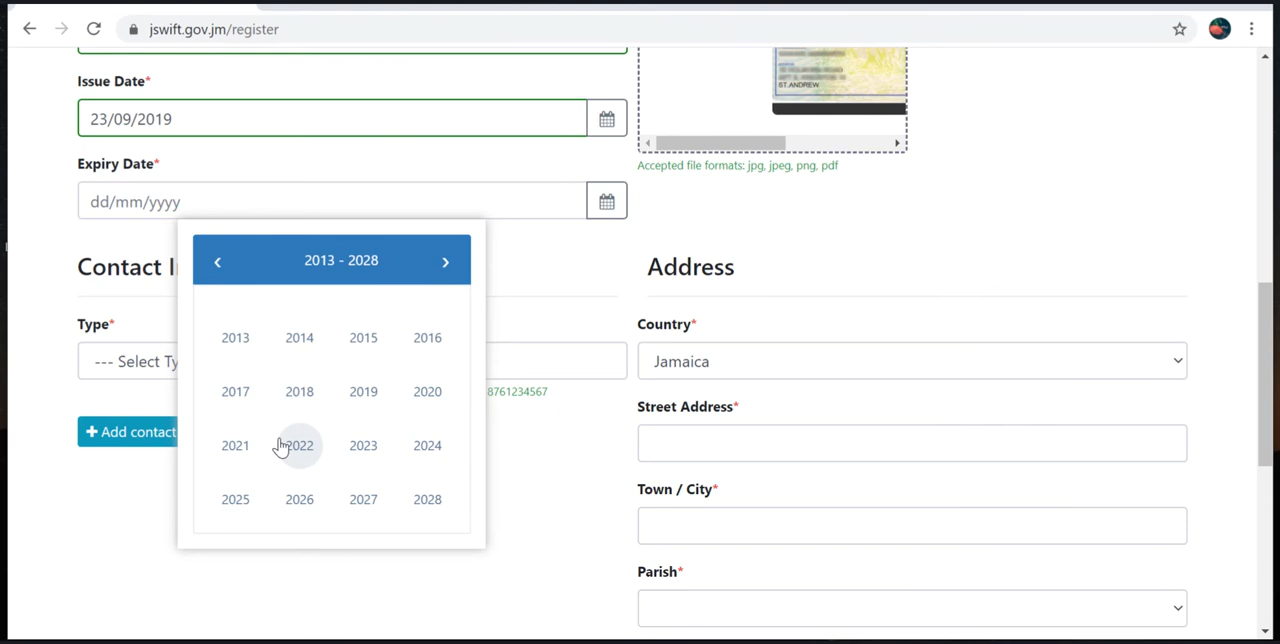 jswift.gov.jm/register
Issue Date*
23/09/2019
Expiry Date*
dd/mm/yyyy
ST.ANDREW
Accepted file formats: jpg, jpeg, png, pdf
‹ 2013 - 2028 ›
2013 2014 2015 2016
2017 2018 2019 2020
2021 2022 2023 2024
2025 2026 2027 2028
Contact I
Type*
--- Select Ty
8761234567
+ Add contact
Address
Country*
Jamaica
Street Address*
Town / City*
Parish*